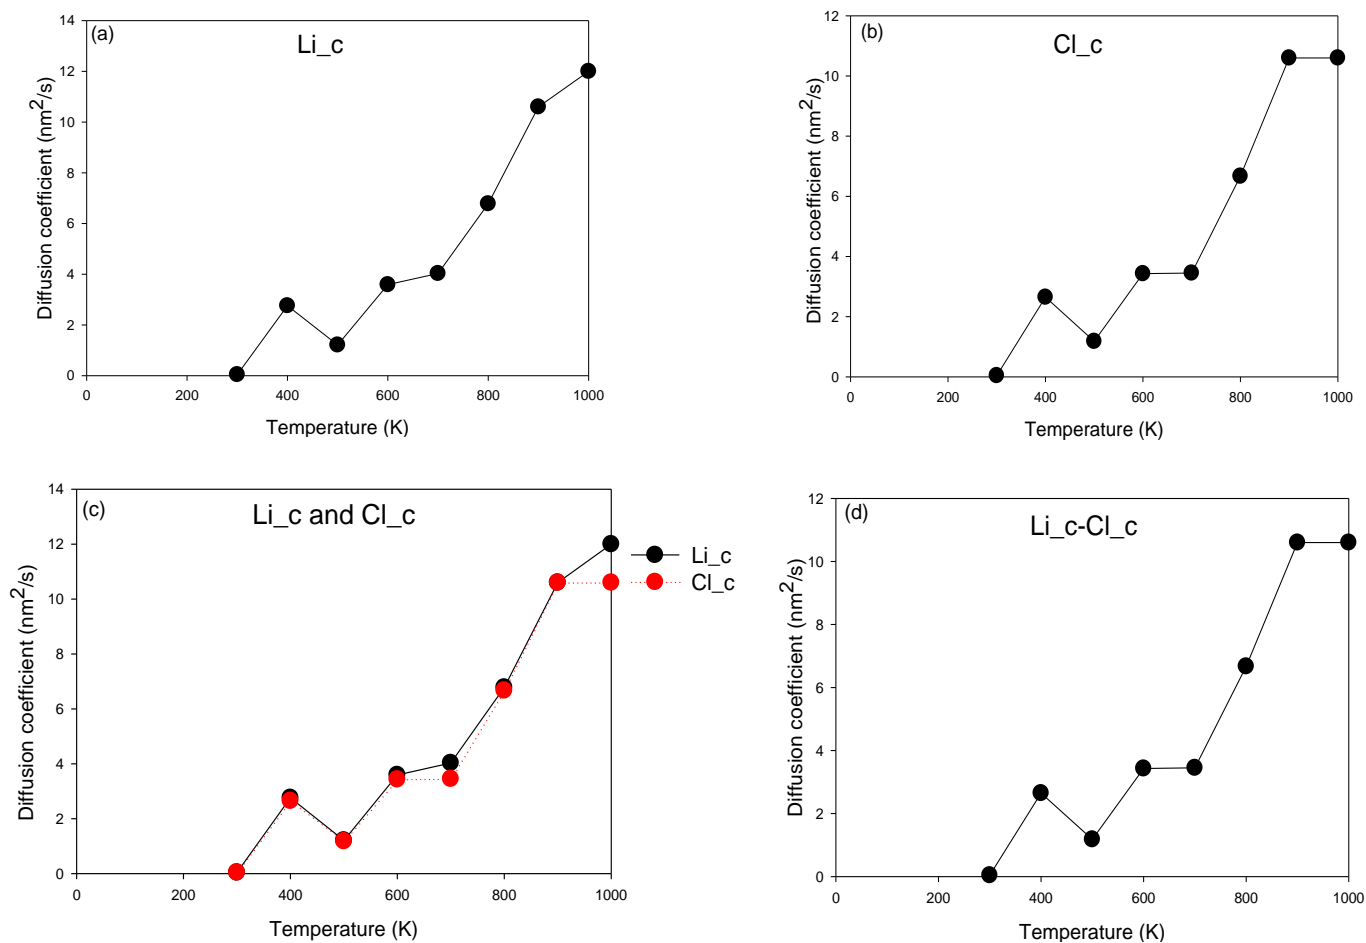 (a)
Li_c
Diffusion coefficient (nm²/s)
14
12
10
8
6
4
2
0
0 200 400 600 800 1000
Temperature (K)
(b)
Cl_c
Diffusion coefficient (nm²/s)
12
10
8
6
4
2
0
0 200 400 600 800 1000
Temperature (K)
(c)
Li_c and Cl_c
Diffusion coefficient (nm²/s)
14
12
10
8
6
4
2
0
0 200 400 600 800 1000
Temperature (K)
Li_c
Cl_c
(d)
Li_c-Cl_c
Diffusion coefficient (nm²/s)
12
10
8
6
4
2
0
0 200 400 600 800 1000
Temperature (K)